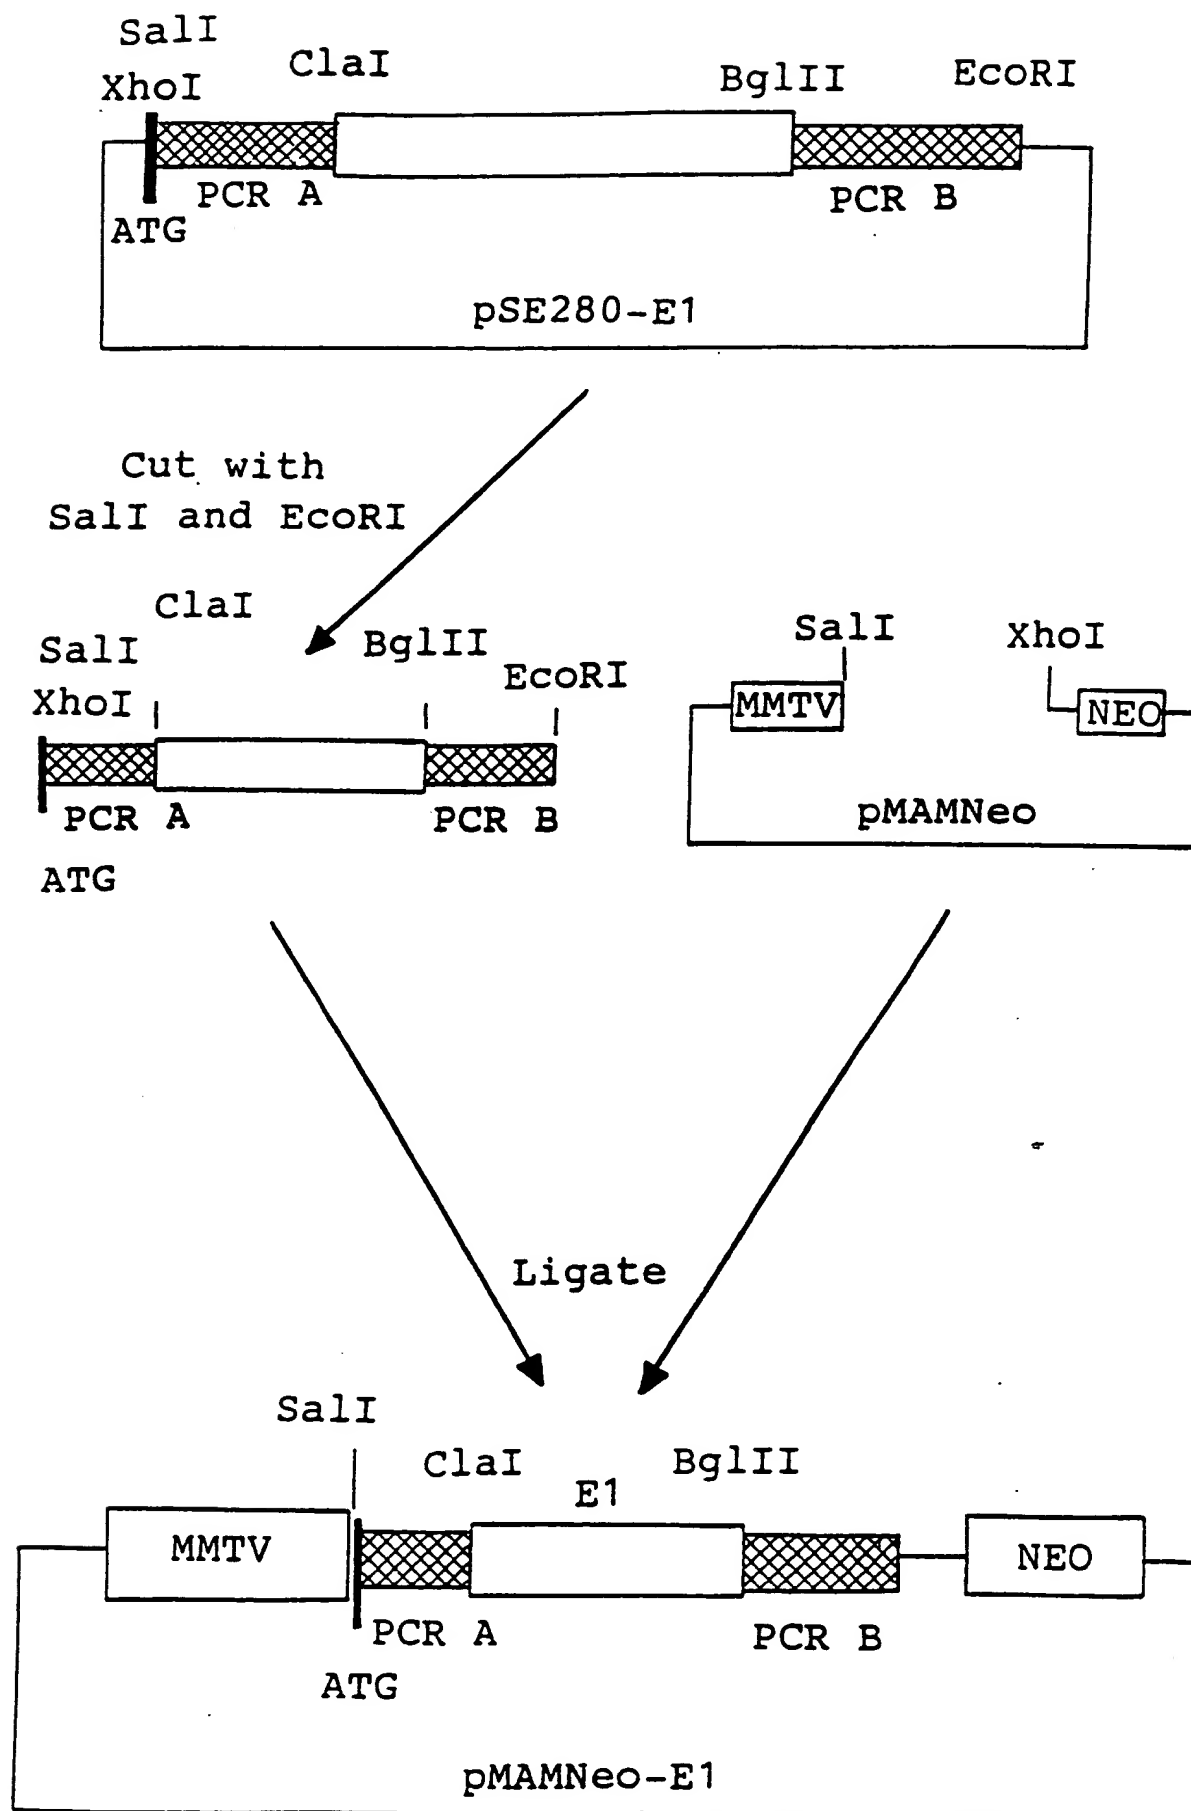 SalI
XhoI
ClaI
BglII
EcoRI
PCR A
PCR B
ATG
pSE280-E1
Cut with
SalI and EcoRI
ClaI
SalI
XhoI
BglII
EcoRI
PCR A
PCR B
ATG
SalI
XhoI
MMTV
NEO
pMAMNeo
Ligate
SalI
ClaI
E1
BglII
MMTV
NEO
PCR A
PCR B
ATG
pMAMNeo-E1